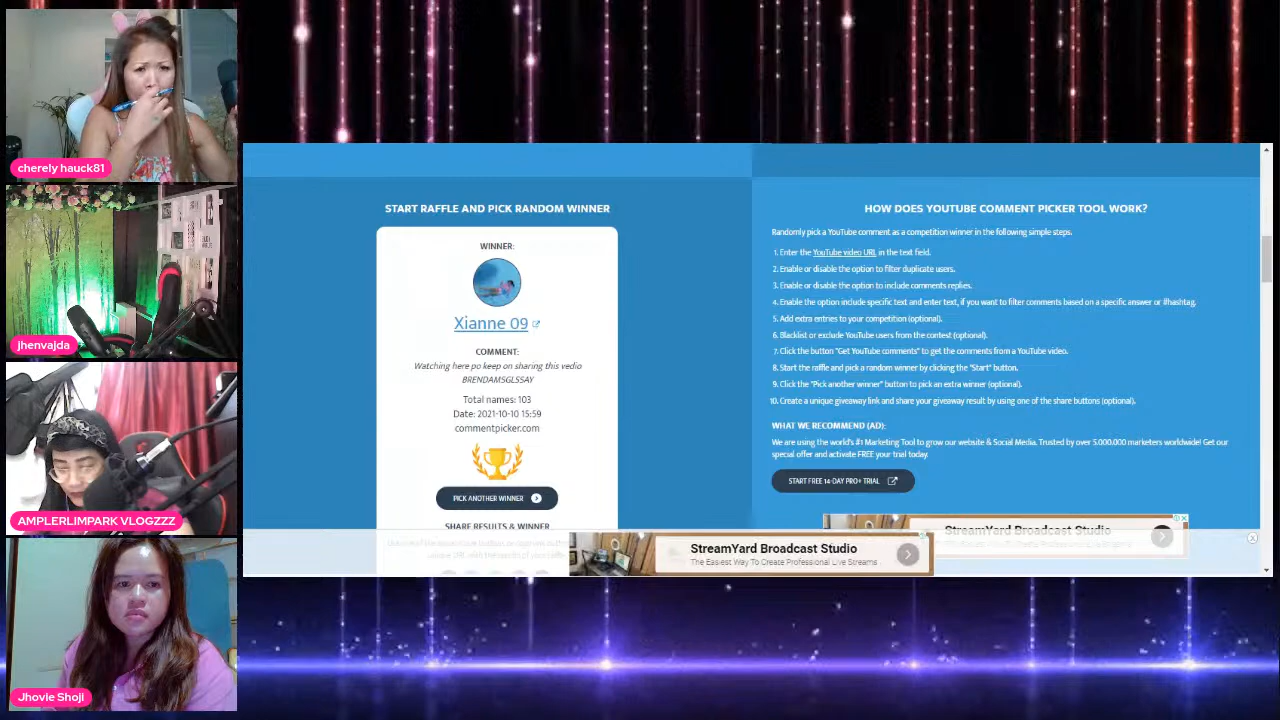 cherely hauck81
jhenvajda
AMPLERLIMPARK VLOGZZZ
Jhovie Shoji
START RAFFLE AND PICK RANDOM WINNER
WINNER:
Xianne 09
COMMENT:
Watching here po keep on sharing this vedio
BRENDAMSGLSSAY
Total names: 103
Date: 2021-10-10 15:59
commentpicker.com
PICK ANOTHER WINNER
SHARE RESULTS & WINNER
HOW DOES YOUTUBE COMMENT PICKER TOOL WORK?
Randomly pick a YouTube comment as a competition winner in the following simple steps.
1. Enter the YouTube video URL in the text field.
2. Enable or disable the option to filter duplicate users.
3. Enable or disable the option to include comments replies.
4. Enable the option include specific text and enter text, if you want to filter comments based on a specific answer or #hashtag.
5. Add extra entries to your competition (optional).
6. Blacklist or exclude YouTube users from the contest (optional).
7. Click the button "Get YouTube comments" to get the comments from a YouTube video.
8. Start the raffle and pick a random winner by clicking the "Start" button.
9. Click the "Pick another winner" button to pick an extra winner (optional).
10. Create a unique giveaway link and share your giveaway result by using one of the share buttons (optional).
WHAT WE RECOMMEND (AD):
We are using the world's #1 Marketing Tool to grow our website & Social Media. Trusted by over 5.000.000 marketers worldwide! Get our
special offer and activate FREE your trial today.
START FREE 14-DAY PRO+ TRIAL
StreamYard Broadcast Studio
StreamYard Broadcast Studio
The Easiest Way To Create Professional Live Streams